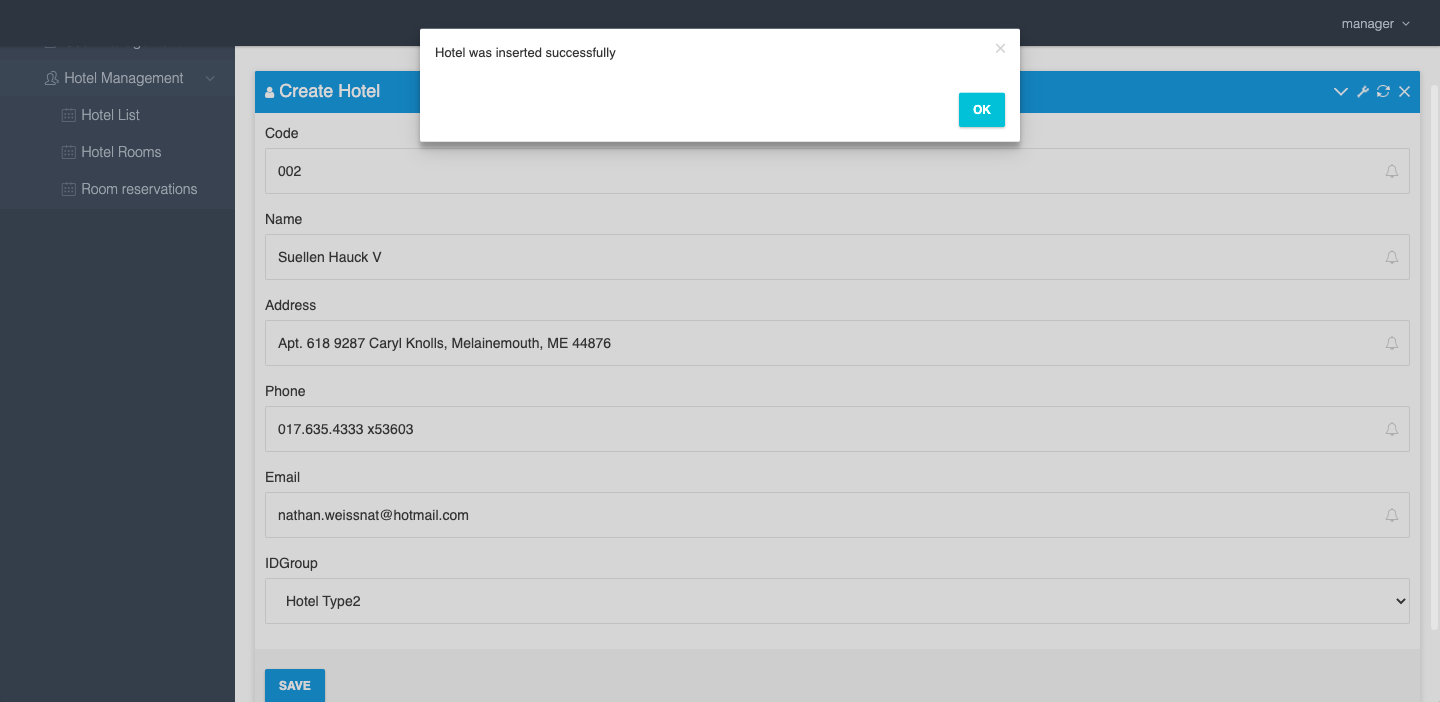 manager
Hotel was inserted successfully
OK
Hotel Management
Hotel List
Hotel Rooms
Room reservations
Create Hotel
Code
002
Name
Suellen Hauck V
Address
Apt. 618 9287 Caryl Knolls, Melainemouth, ME 44876
Phone
017.635.4333 x53603
Email
nathan.weissnat@hotmail.com
IDGroup
Hotel Type2
SAVE